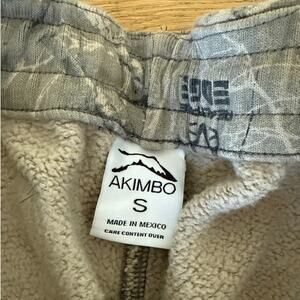 AKIMBO
S
MADE IN MEXICO
CARE CONTENT OVER